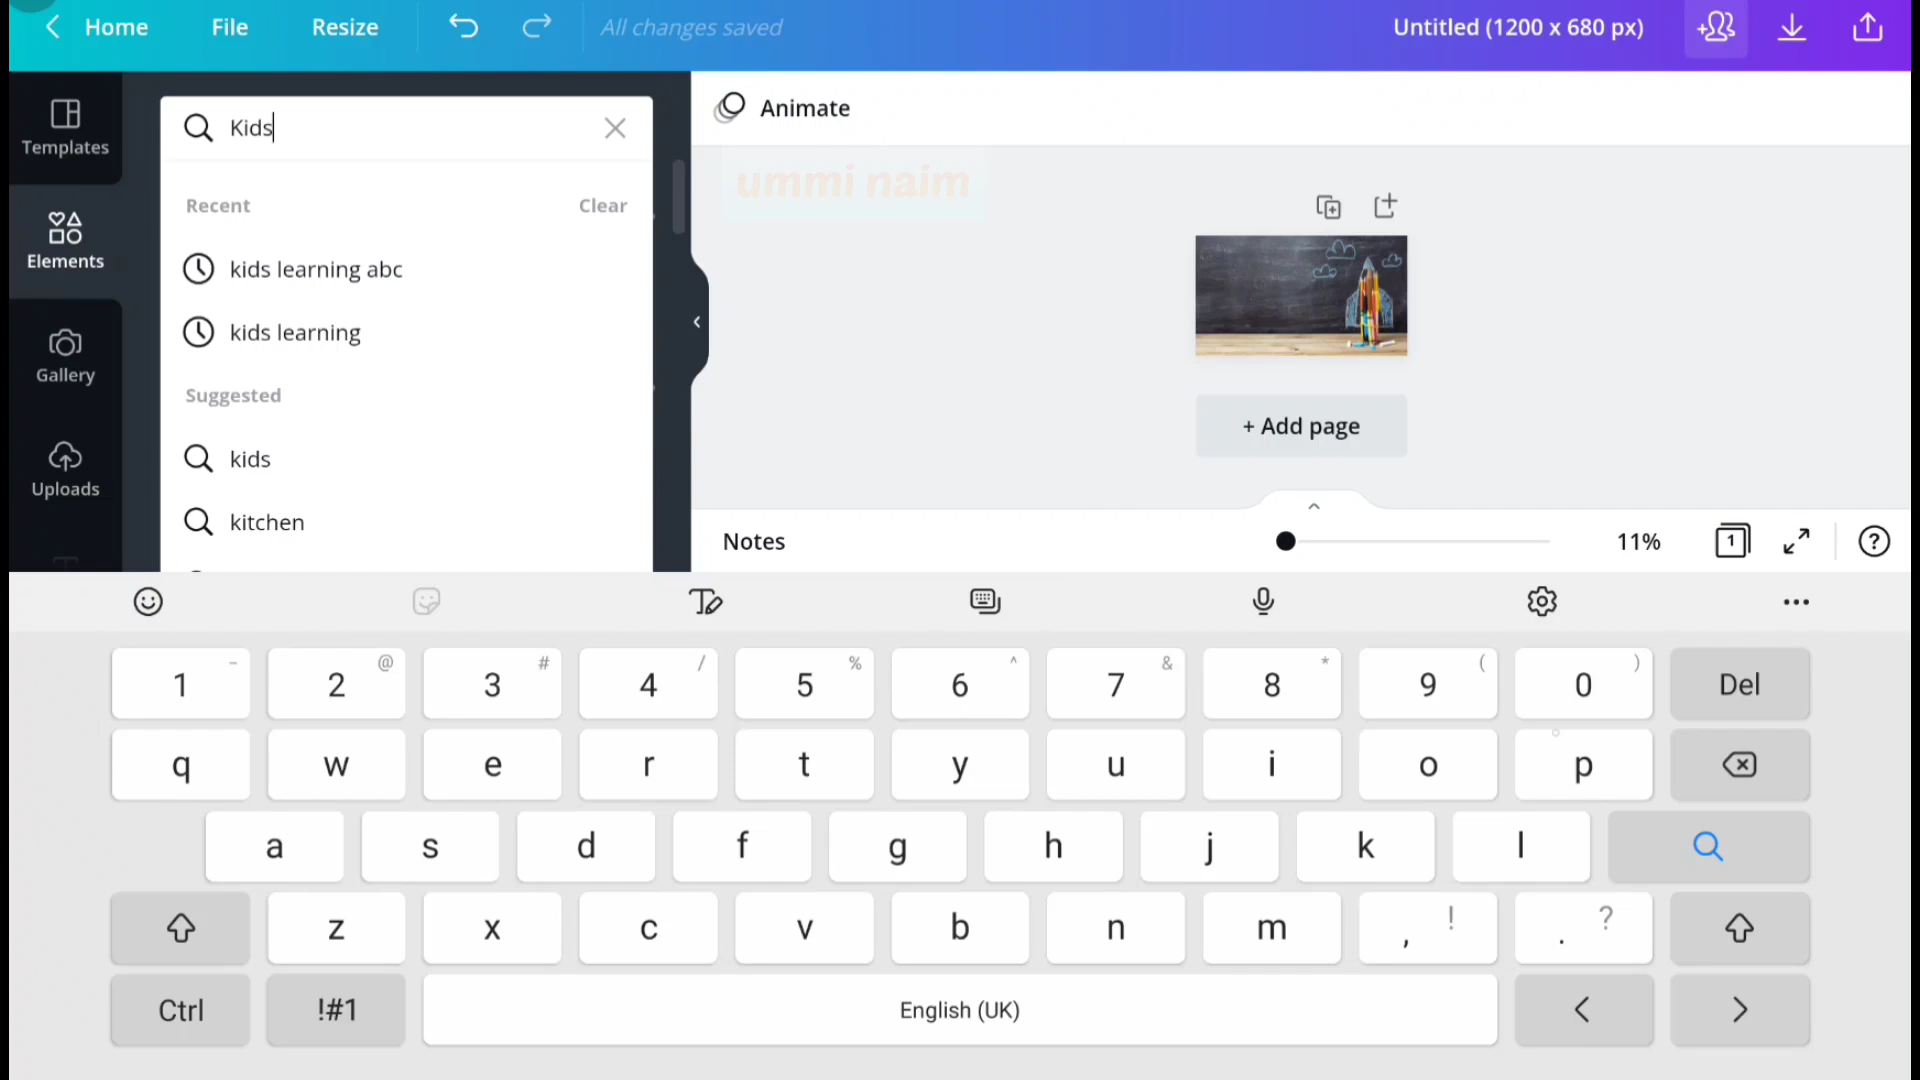 Home File Resize All changes saved Untitled (1200 x 680 px)
Templates
Elements
Gallery
Uploads
Kids
Recent Clear
kids learning abc
kids learning
Suggested
kids
kitchen
Animate
ummi naim
+ Add page
Notes 11% 1 ?
1 - 2 @ 3 # 4 / 5 % 6 ^ 7 & 8 * 9 ( 0 ) Del
q w e r t y u i o p
a s d f g h j k l
z x c v b n m , ! . ?
Ctrl !#1 English (UK) < >